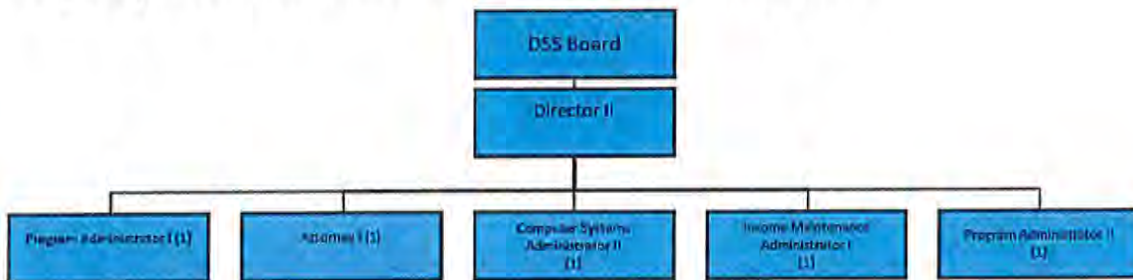 DSS Board
Director II
Program Administrator I (1)
Attorney I (1)
Computer Systems
Administrator II
(1)
Income Maintenance
Administrator I
(1)
Program Administrator II
(1)